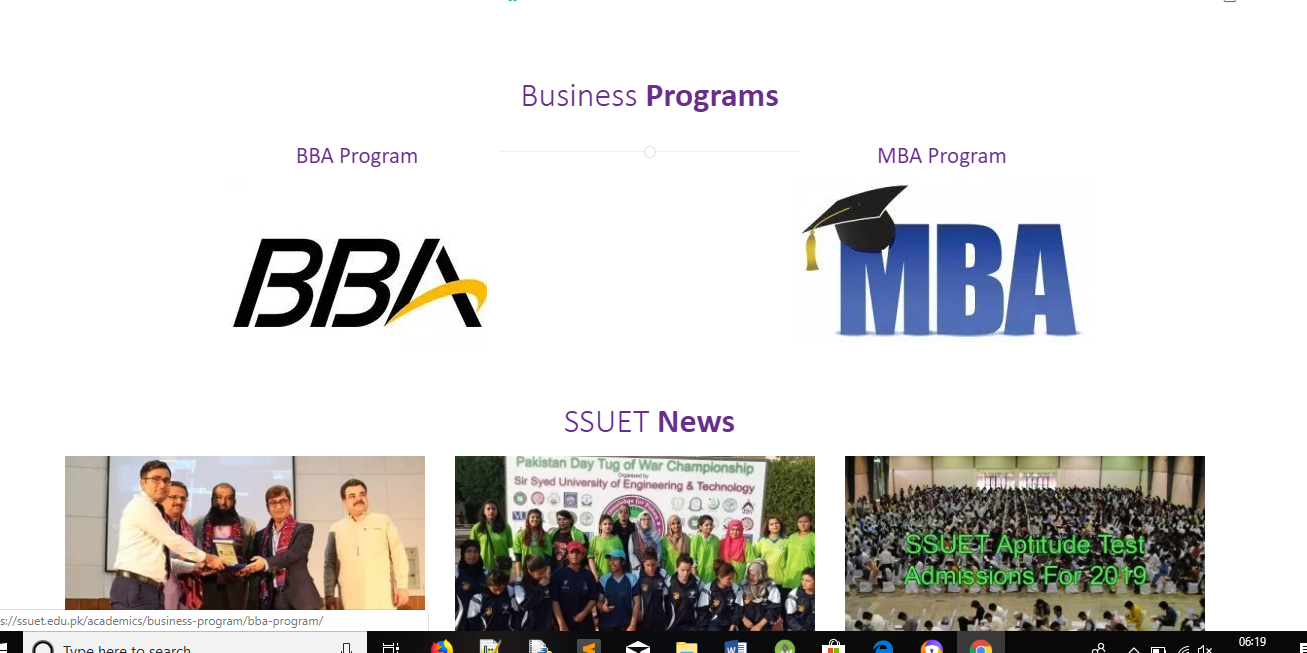 Business Programs
BBA Program
MBA Program
BBA
MBA
SSUET News
Pakistan Day Tug of War Championship
Organized by
Sir Syed University of Engineering & Technology
SSUET Aptitude Test
Admissions For 2019
s://ssuet.edu.pk/academics/business-program/bba-program/
Type here to search
06:19